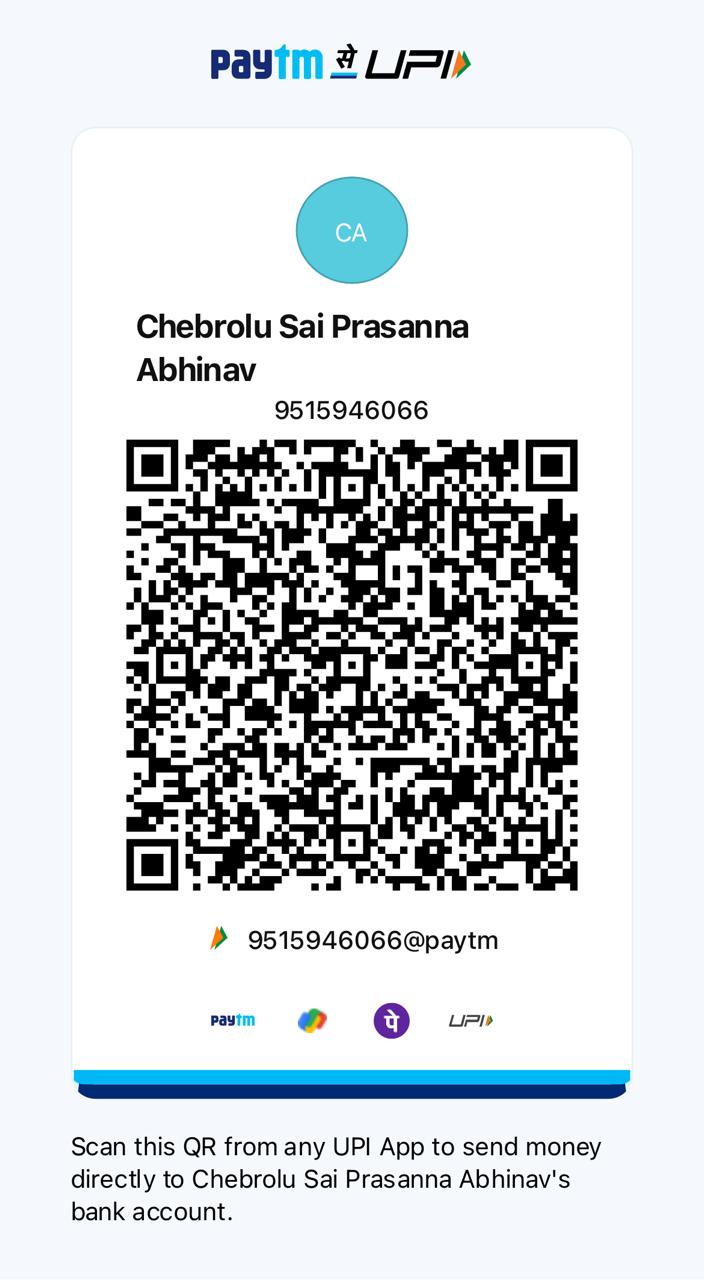 paytm से UPI
CA
Chebrolu Sai Prasanna
Abhinav
9515946066
9515946066@paytm
paytm पे UPI
Scan this QR from any UPI App to send money
directly to Chebrolu Sai Prasanna Abhinav's
bank account.